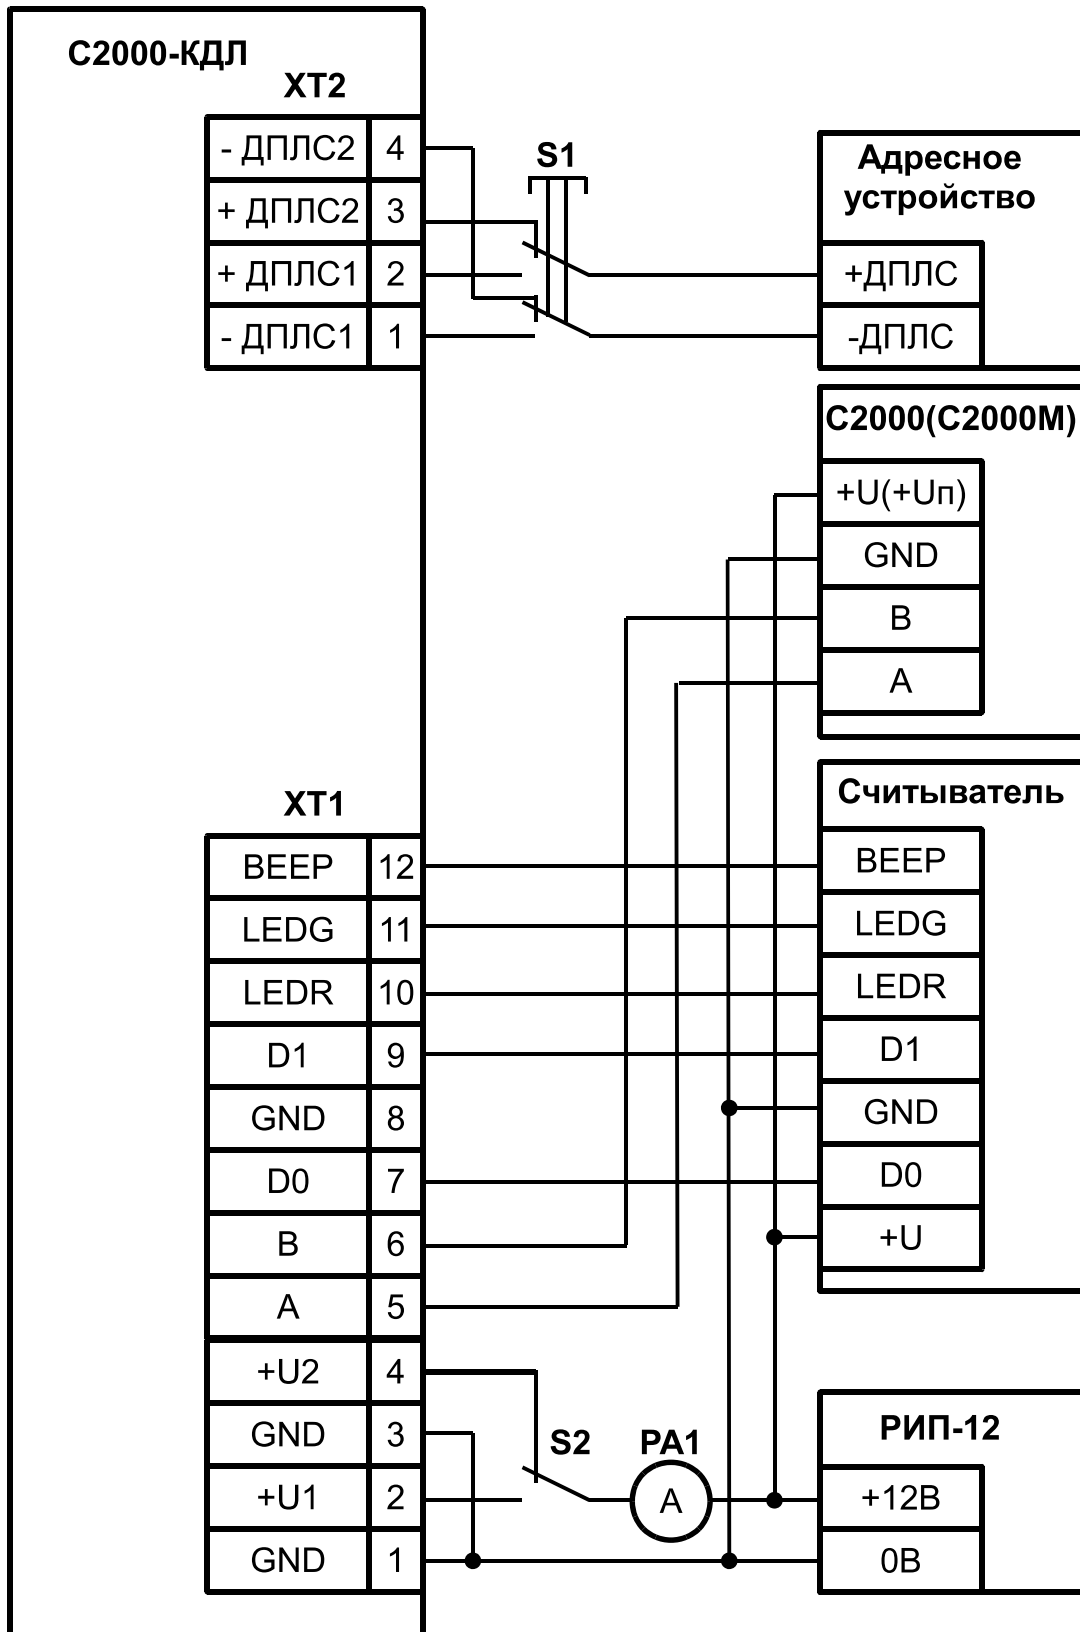 С2000-КДЛ
XT2
- ДПЛС2 4
+ ДПЛС2 3
+ ДПЛС1 2
- ДПЛС1 1
S1
Адресное
устройство
+ДПЛС
-ДПЛС
С2000(С2000М)
+U(+Uп)
GND
B
A
XT1
BEEP 12
LEDG 11
LEDR 10
D1 9
GND 8
D0 7
B 6
A 5
+U2 4
GND 3
+U1 2
GND 1
Считыватель
BEEP
LEDG
LEDR
D1
GND
D0
+U
S2
PA1
A
РИП-12
+12В
0В